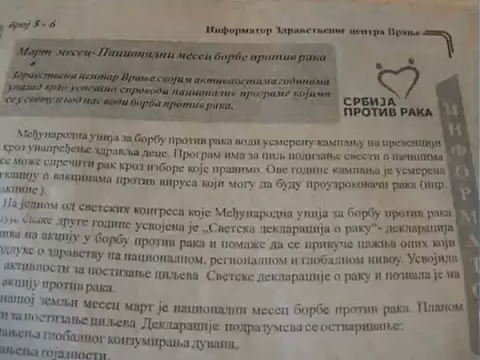 број 5 - 6
Информатор Здравственог центра Врање
Март месец- Национални месец борбе против рака
Здравствени центар Врање својим активностима годинама
уназад врло успешно спроводи националне програме којима
се у свету и код нас води борба против рака.
СРБИЈА
ПРОТИВ РАКА
ИНФОРМАТО
Међународна унија за борбу против рака води усмерену кампању на превенцији
кроз унапређење здравља деце. Програм има за циљ подизање свести о начинима
се може спречити рак кроз изборе које правимо. Ове године кампања је усмерена
укацију о вакцинама против вируса који могу да буду проузроковачи рака (нпр.
акцине ).
На једном од светских конгреса које Међународна унија за борбу против рака
сваке друге године усвојена је „Светска декларација о раку“- декларација
ива на акцију у борбу против рака и помаже да се привуче пажња оних који
одлуке о здравству на националном, регионалном и глобалном нивоу. Усвојила
активности за постизање циљева Светске декларације о раку и позвала је на
акцију против рака.
нашој земљи месец март је национални месец борбе против рака. Планом
за постизање циљева Декларације подразумева се остваривање:
њења глобалног конзумирања дувана,
њења гојазности,